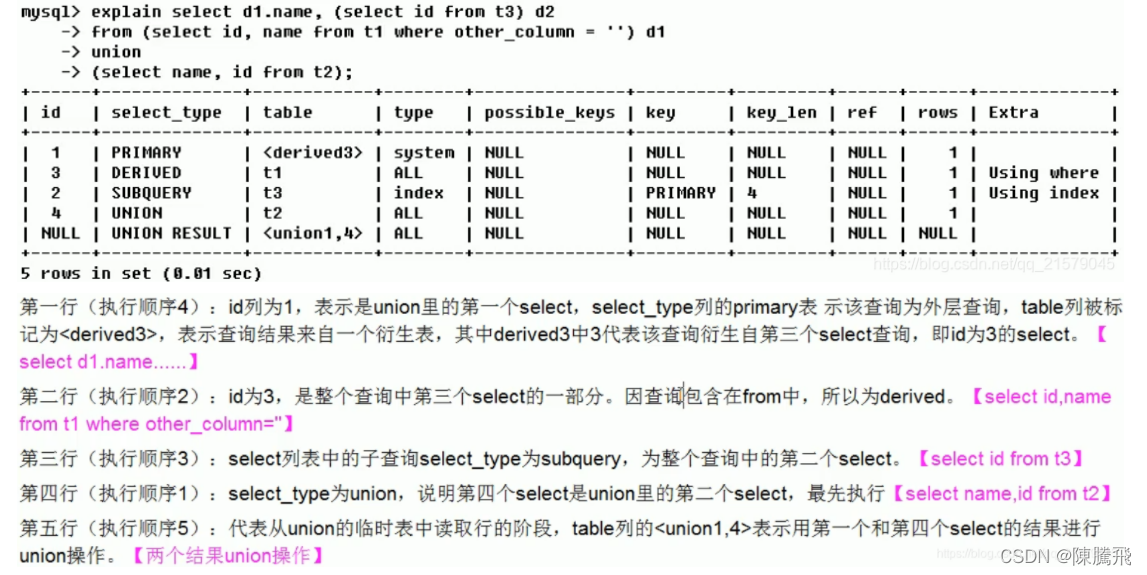 mysql> explain select d1.name, (select id from t3) d2
-> from (select id, name from t1 where other_column = '') d1
-> union
-> (select name, id from t2);
+------+--------------+------------+--------+---------------+---------+---------+------+------+-------------+
| id | select_type | table | type | possible_keys | key | key_len | ref | rows | Extra |
| 1 | PRIMARY | <derived3> | system | NULL | NULL | NULL | NULL | 1 | |
| 3 | DERIVED | t1 | ALL | NULL | NULL | NULL | NULL | 1 | Using where |
| 2 | SUBQUERY | t3 | index | NULL | PRIMARY | 4 | NULL | 1 | Using index |
| 4 | UNION | t2 | ALL | NULL | NULL | NULL | NULL | 1 | |
| NULL | UNION RESULT | <union1,4> | ALL | NULL | NULL | NULL | NULL | NULL | |
5 rows in set (0.01 sec)
https://blog.csdn.net/qq_21579045
第一行（执行顺序4）：id列为1，表示是union里的第一个select，select_type列的primary表 示该查询为外层查询，table列被标
记为<derived3>，表示查询结果来自一个衍生表，其中derived3中3代表该查询衍生自第三个select查询，即id为3的select。【
select d1.name......】
第二行（执行顺序2）：id为3，是整个查询中第三个select的一部分。因查询包含在from中，所以为derived。【select id,name
from t1 where other_column=''】
第三行（执行顺序3）：select列表中的子查询select_type为subquery，为整个查询中的第二个select。【select id from t3】
第四行（执行顺序1）：select_type为union，说明第四个select是union里的第二个select，最先执行【select name,id from t2】
第五行（执行顺序5）：代表从union的临时表中读取行的阶段，table列的<union1,4>表示用第一个和第四个select的结果进行
union操作。【两个结果union操作】
CSDN @陳騰飛